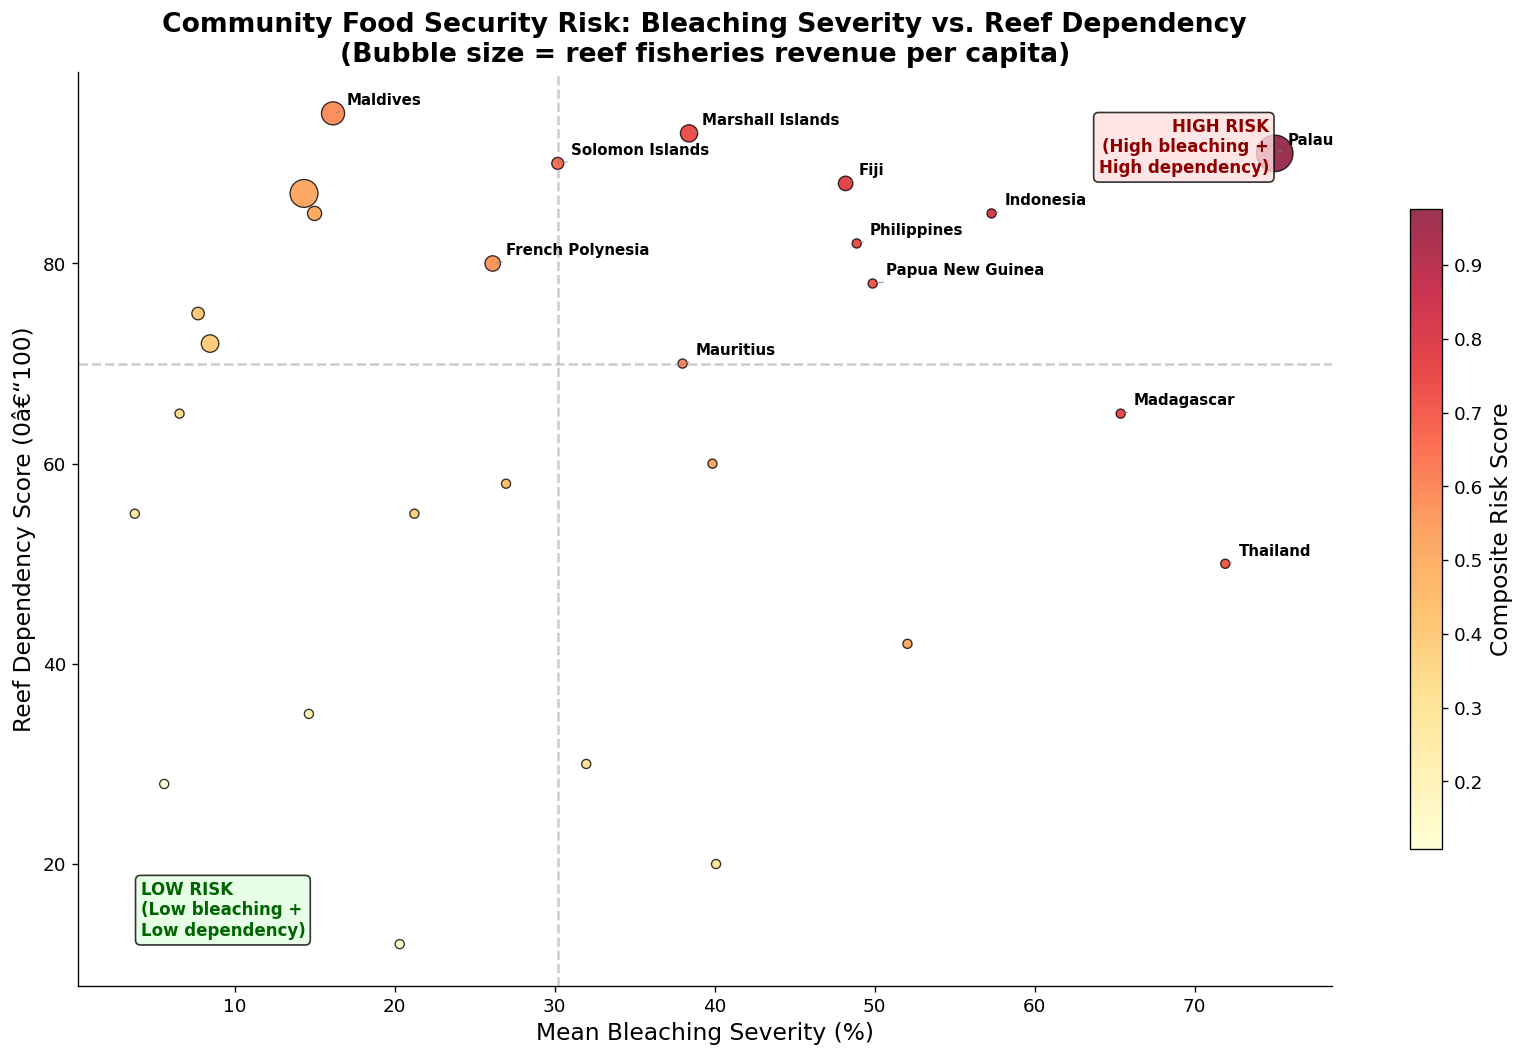 Community Food Security Risk: Bleaching Severity vs. Reef Dependency
(Bubble size = reef fisheries revenue per capita)
Maldives
Marshall Islands
Solomon Islands
HIGH RISK
(High bleaching +
High dependency)
Palau
Fiji
Indonesia
Philippines
French Polynesia
Papua New Guinea
Mauritius
Madagascar
Thailand
LOW RISK
(Low bleaching +
Low dependency)
Reef Dependency Score (0â€“100)
80
60
40
20
10
20
30
40
50
60
70
Mean Bleaching Severity (%)
0.9
0.8
0.7
0.6
0.5
0.4
0.3
0.2
Composite Risk Score